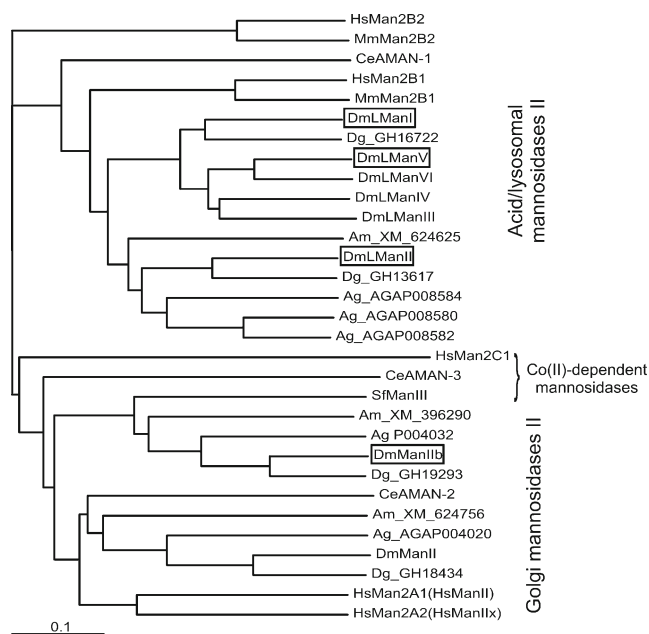 HsMan2B2
MmMan2B2
CeAMAN-1
HsMan2B1
MmMan2B1
DmLManI
Dg_GH16722
DmLManV
DmLManVI
DmLManIV
DmLManIII
Am_XM_624625
DmLManII
Dg_GH13617
Ag_AGAP008584
Ag_AGAP008580
Ag_AGAP008582
Acid/lysosomal
mannosidases II
HsMan2C1
CeAMAN-3
SfManIII
Co(II)-dependent
mannosidases
Am_XM_396290
Ag P004032
DmManIIb
Dg_GH19293
CeAMAN-2
Am_XM_624756
Ag_AGAP004020
DmManII
Dg_GH18434
HsMan2A1(HsManII)
HsMan2A2(HsManIIx)
Golgi mannosidases II
0.1